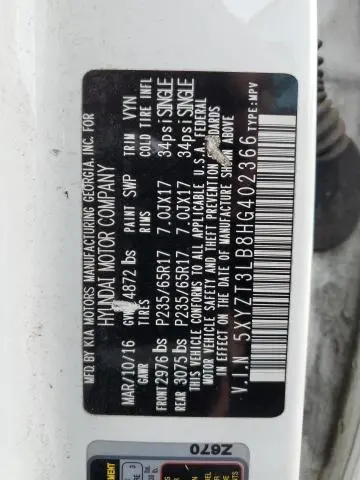 MFD BY KIA MOTORS MANUFACTURING GEORGIA, INC. FOR
HYUNDAI MOTOR COMPANY
MAR/10/16 GVWR 4872 lbs PAINT SWP TRIM VYN
GAWR TIRES RIMS COLD TIRE INFL
FRONT 2976 lbs P235/65R17 7.0JX17 34psi SINGLE
REAR 3075 lbs P235/65R17 7.0JX17 34psi SINGLE
THIS VEHICLE CONFORMS TO ALL APPLICABLE U.S.A. FEDERAL
MOTOR VEHICLE SAFETY AND THEFT PREVENTION STANDARDS
IN EFFECT ON THE DATE OF MANUFACTURE SHOWN ABOVE
V.I.N 5XYZT3LB8HG402366 TYPE:MPV
Z670